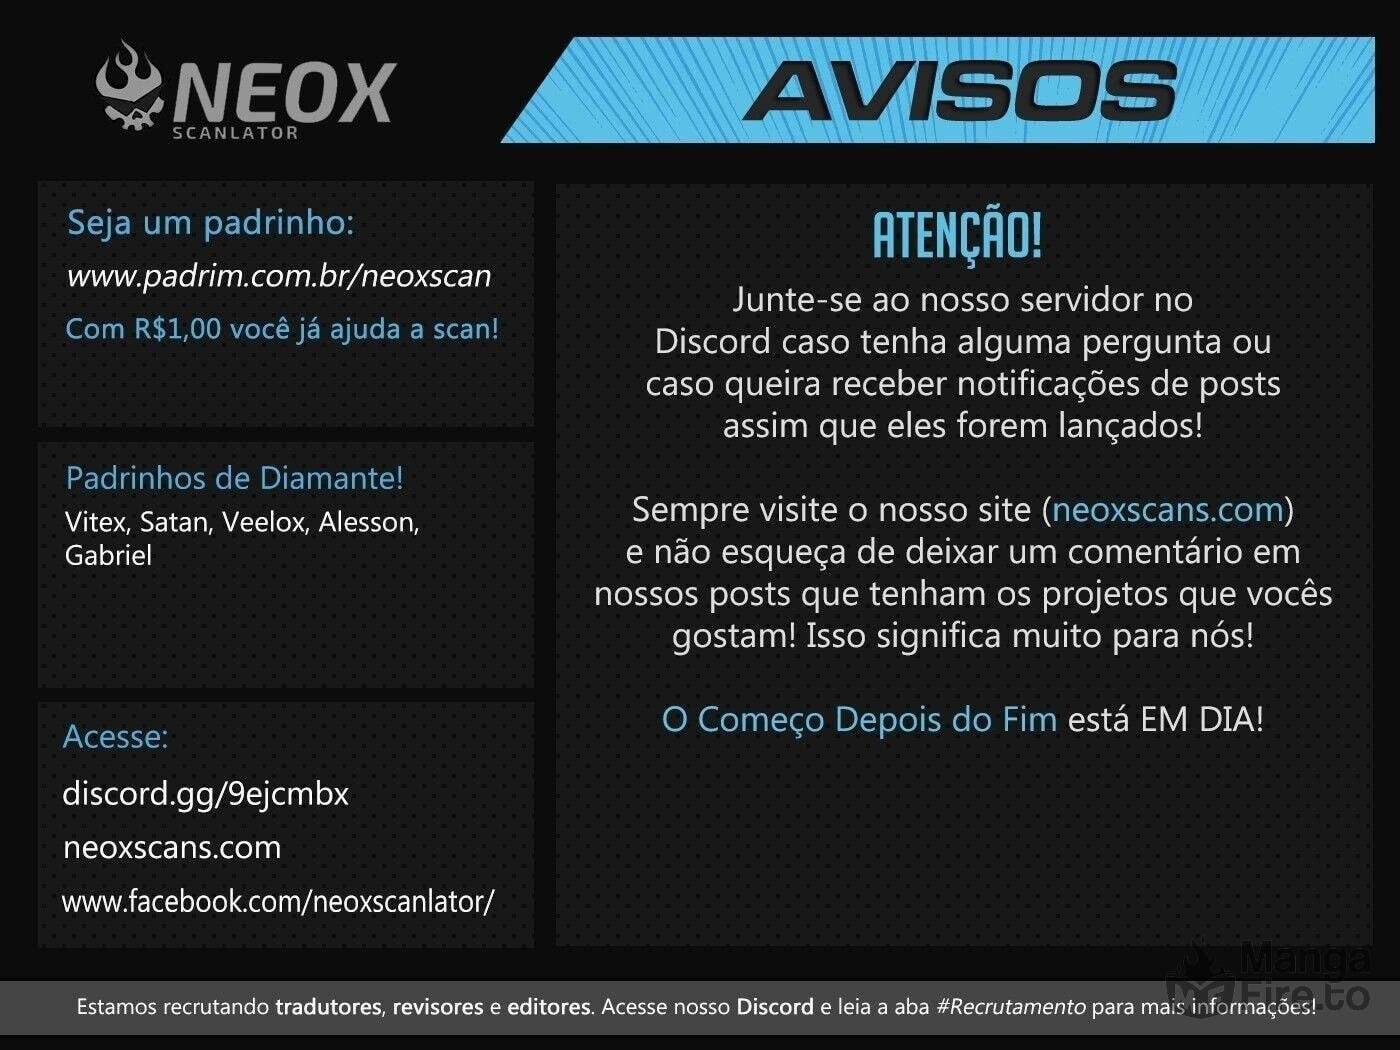 NEOX
SCANLATOR
AVISOS
Seja um padrinho:
www.padrim.com.br/neoxscan
Com R$1,00 você já ajuda a scan!
Padrinhos de Diamante!
Vitex, Satan, Veelox, Alesson,
Gabriel
Acesse:
discord.gg/9ejcmbx
neoxscans.com
www.facebook.com/neoxscanlator/
ATENÇÃO!
Junte-se ao nosso servidor no
Discord caso tenha alguma pergunta ou
caso queira receber notificações de posts
assim que eles forem lançados!
Sempre visite o nosso site (neoxscans.com)
e não esqueça de deixar um comentário em
nossos posts que tenham os projetos que vocês
gostam! Isso significa muito para nós!
O Começo Depois do Fim está EM DIA!
Estamos recrutando tradutores, revisores e editores. Acesse nosso Discord e leia a aba #Recrutamento para mais informações!
Manga
Fire.to